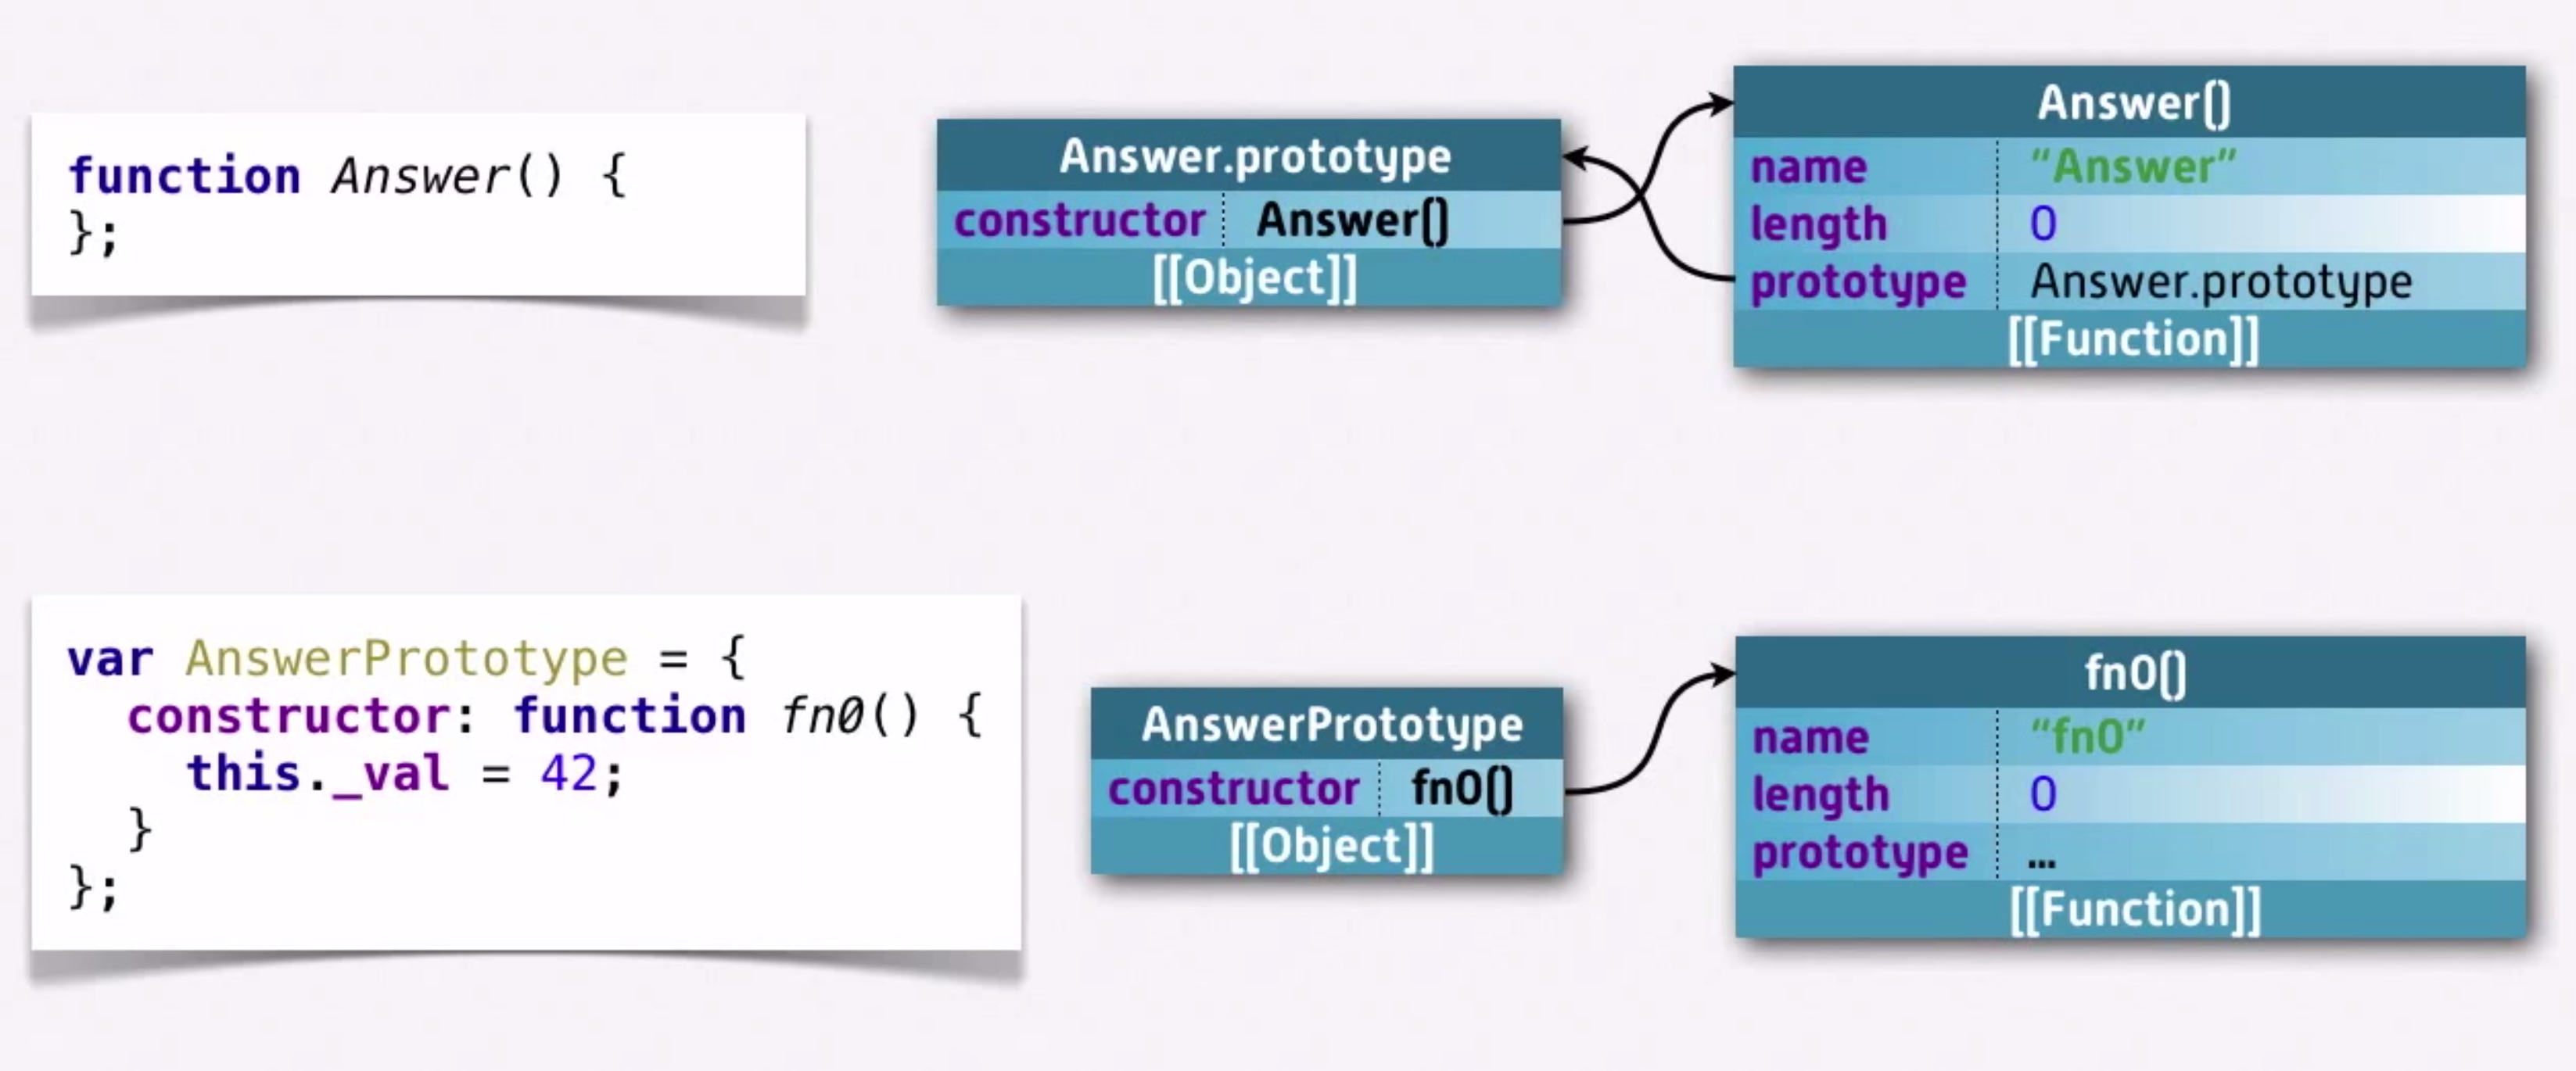 function Answer() {
};
Answer.prototype
constructor Answer()
[[Object]]
Answer()
name "Answer"
length 0
prototype Answer.prototype
[[Function]]
var AnswerPrototype = {
  constructor: function fn0() {
    this._val = 42;
  }
};
AnswerPrototype
constructor fn0()
[[Object]]
fn0()
name "fn0"
length 0
prototype ...
[[Function]]